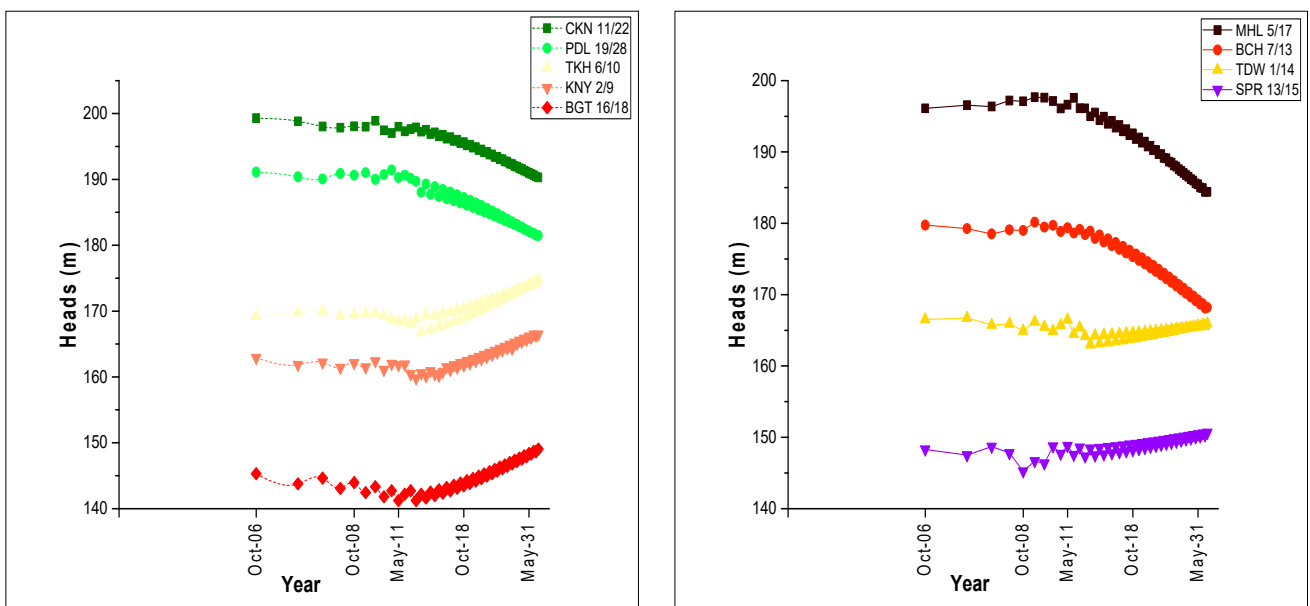 CKN 11/22
PDL 19/28
TKH 6/10
KNY 2/9
BGT 16/18
200
190
180
170
160
150
140
Heads (m)
Oct-06
Oct-08
May-11
Oct-18
May-31
Year
MHL 5/17
BCH 7/13
TDW 1/14
SPR 13/15
200
190
180
170
160
150
140
Heads (m)
Oct-06
Oct-08
May-11
Oct-18
May-31
Year